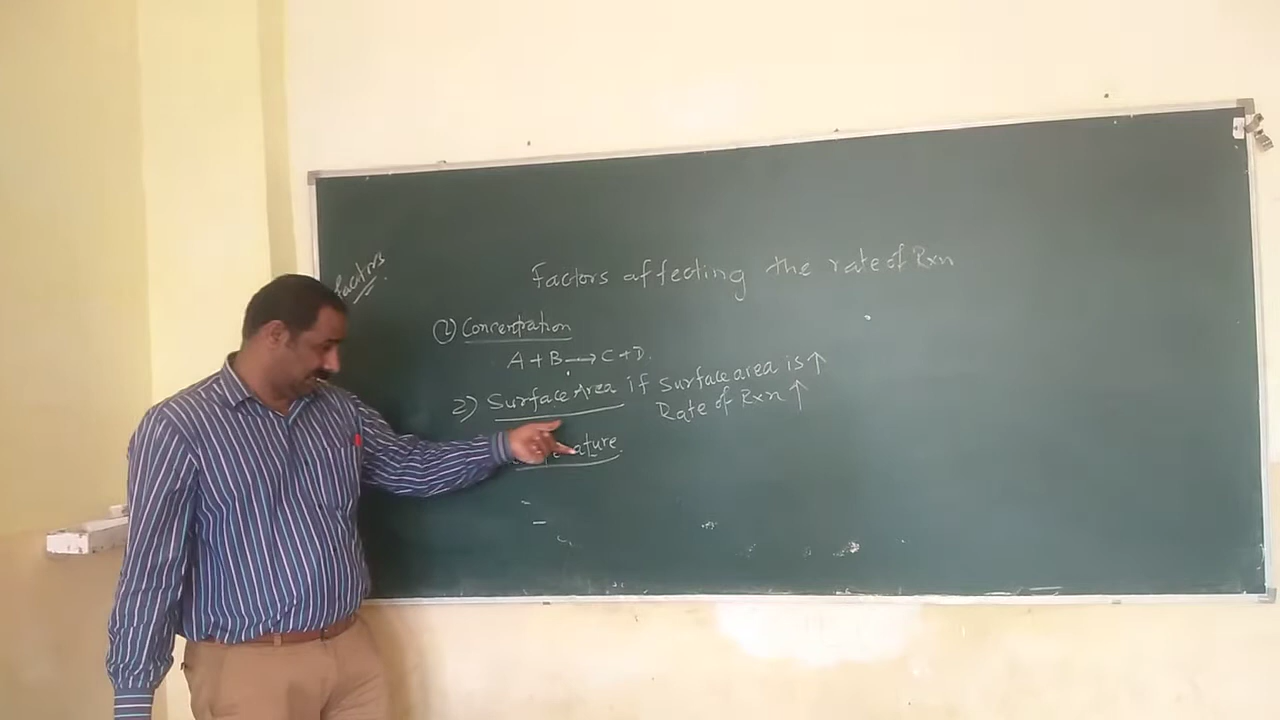 Factors
Factors affecting the rate of Rxn
1) Concentration
A + B → C + D.
2) Surface Area if Surface area is ↑
Rate of Rxn ↑
ature.